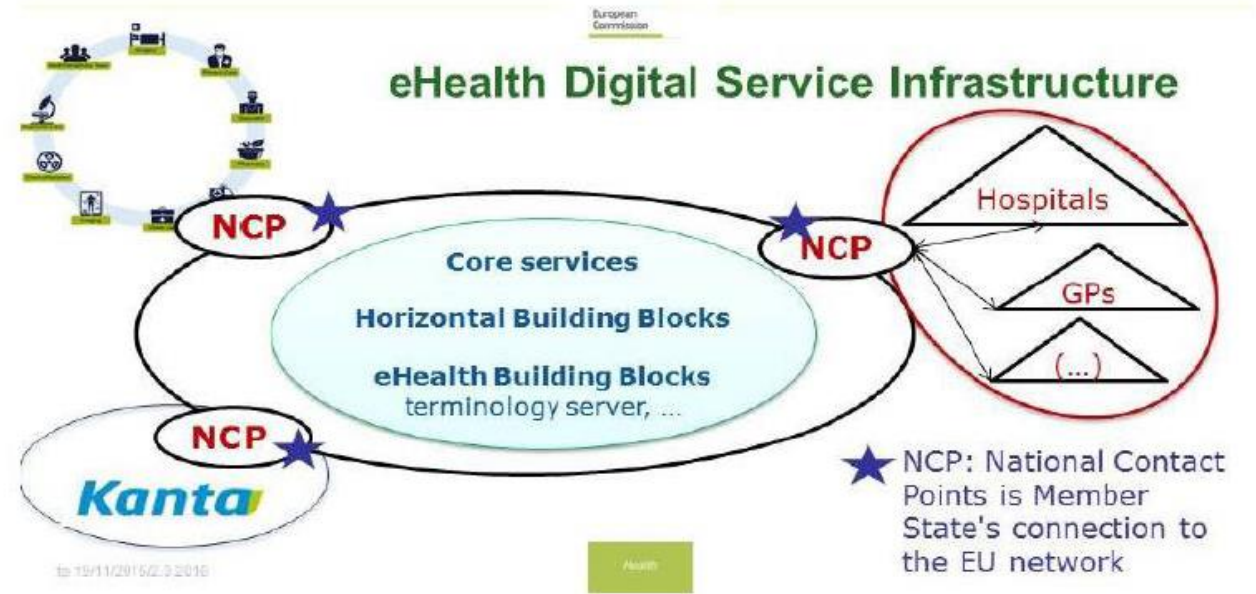 European
Commission
eHealth Digital Service Infrastructure
Hospitals
NCP
NCP
Core services
GPs
Horizontal Building Blocks
(...)
eHealth Building Blocks
terminology server, ...
NCP
Kanta
NCP: National Contact
Points is Member
State's connection to
the EU network
Health